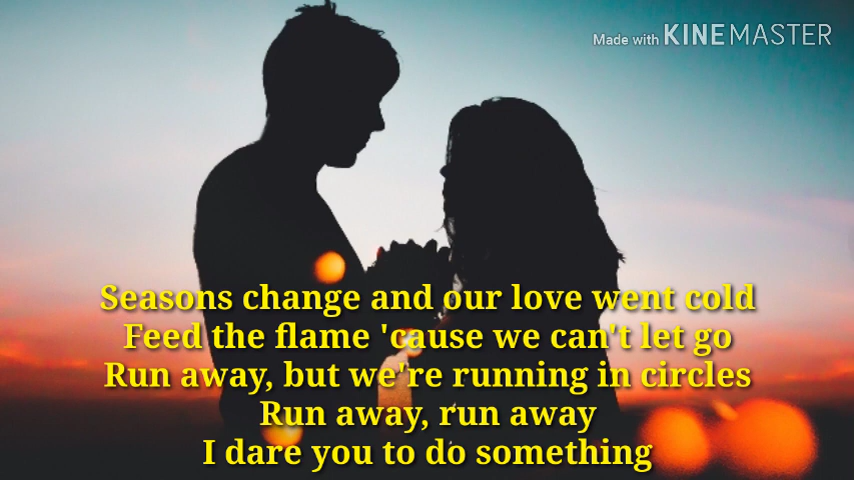 Made with KINEMASTER
Seasons change and our love went cold
Feed the flame 'cause we can't let go
Run away, but we're running in circles
Run away, run away
I dare you to do something